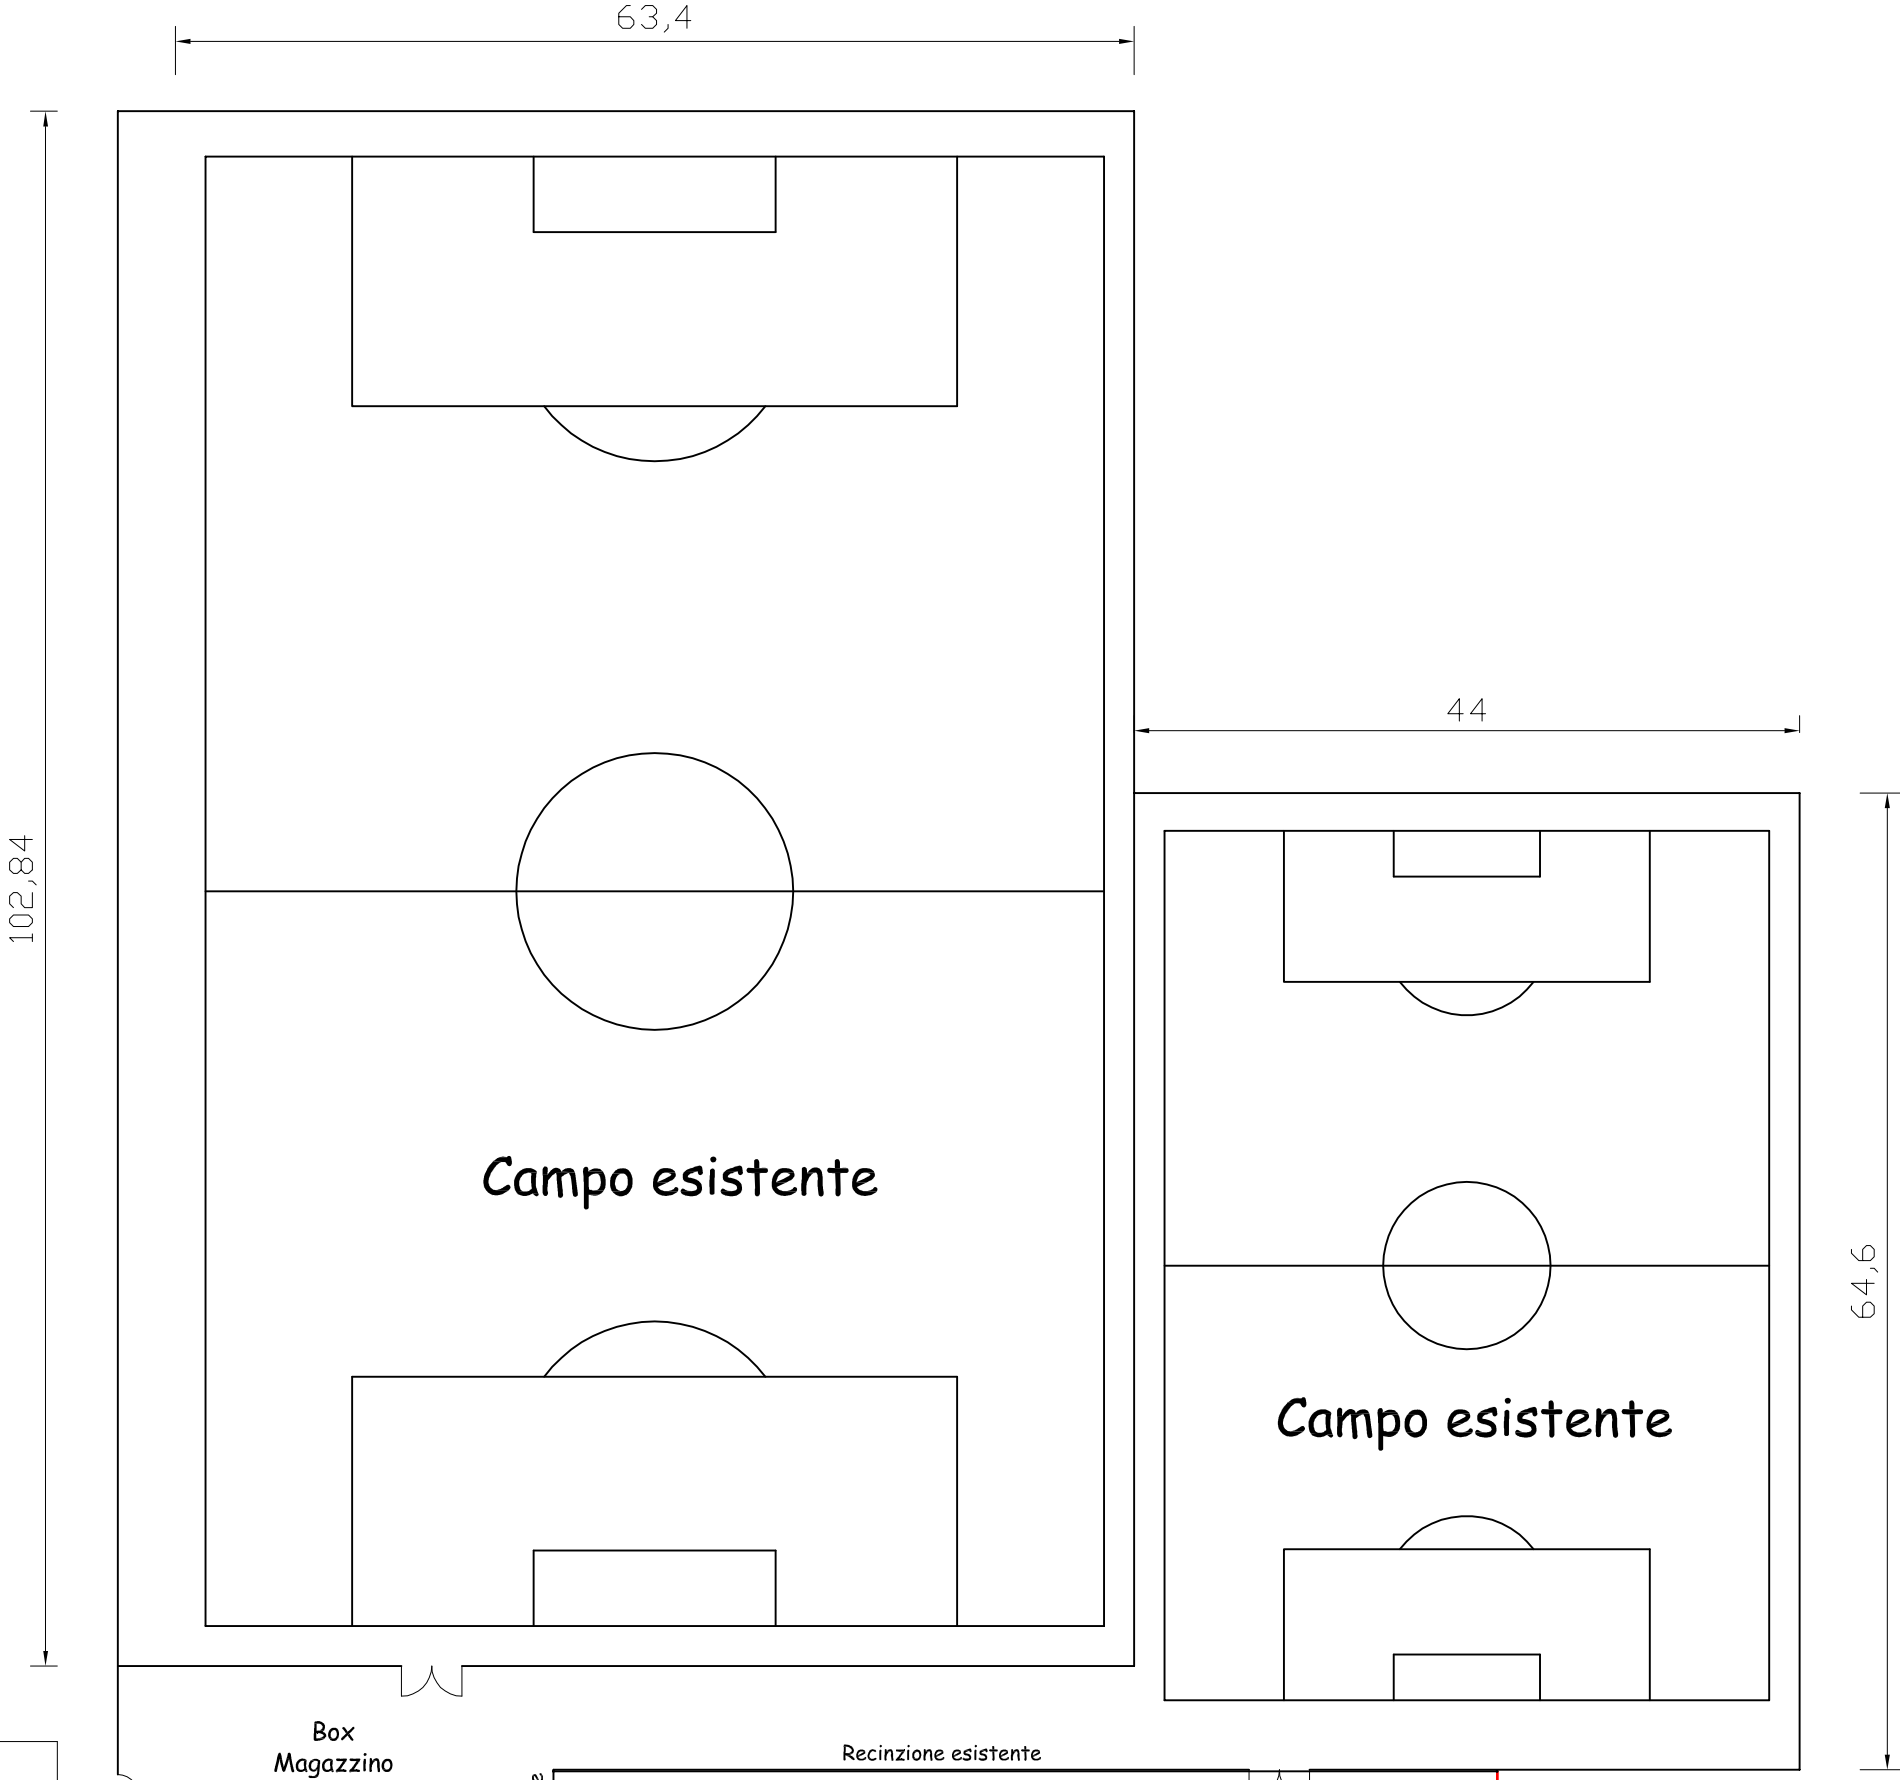 63,4
44
102,84
64,6
Campo esistente
Campo esistente
Box
Magazzino
Recinzione esistente